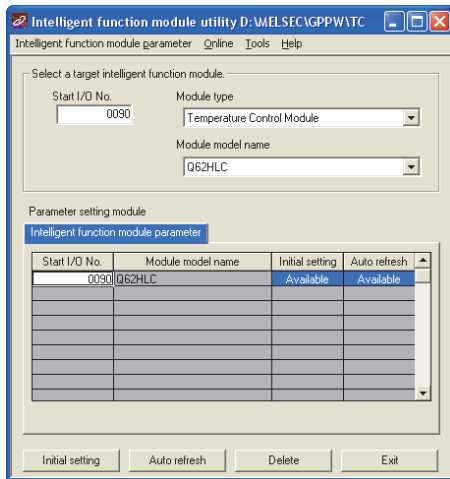 Intelligent function module utility D:\MELSEC\GPPW\TC
Intelligent function module parameter Online Tools Help
Select a target intelligent function module.
Start I/O No. Module type
0090 Temperature Control Module
Module model name
Q62HLC
Parameter setting module
Intelligent function module parameter
Start I/O No. Module model name Initial setting Auto refresh
0090 Q62HLC Available Available
Initial setting Auto refresh Delete Exit